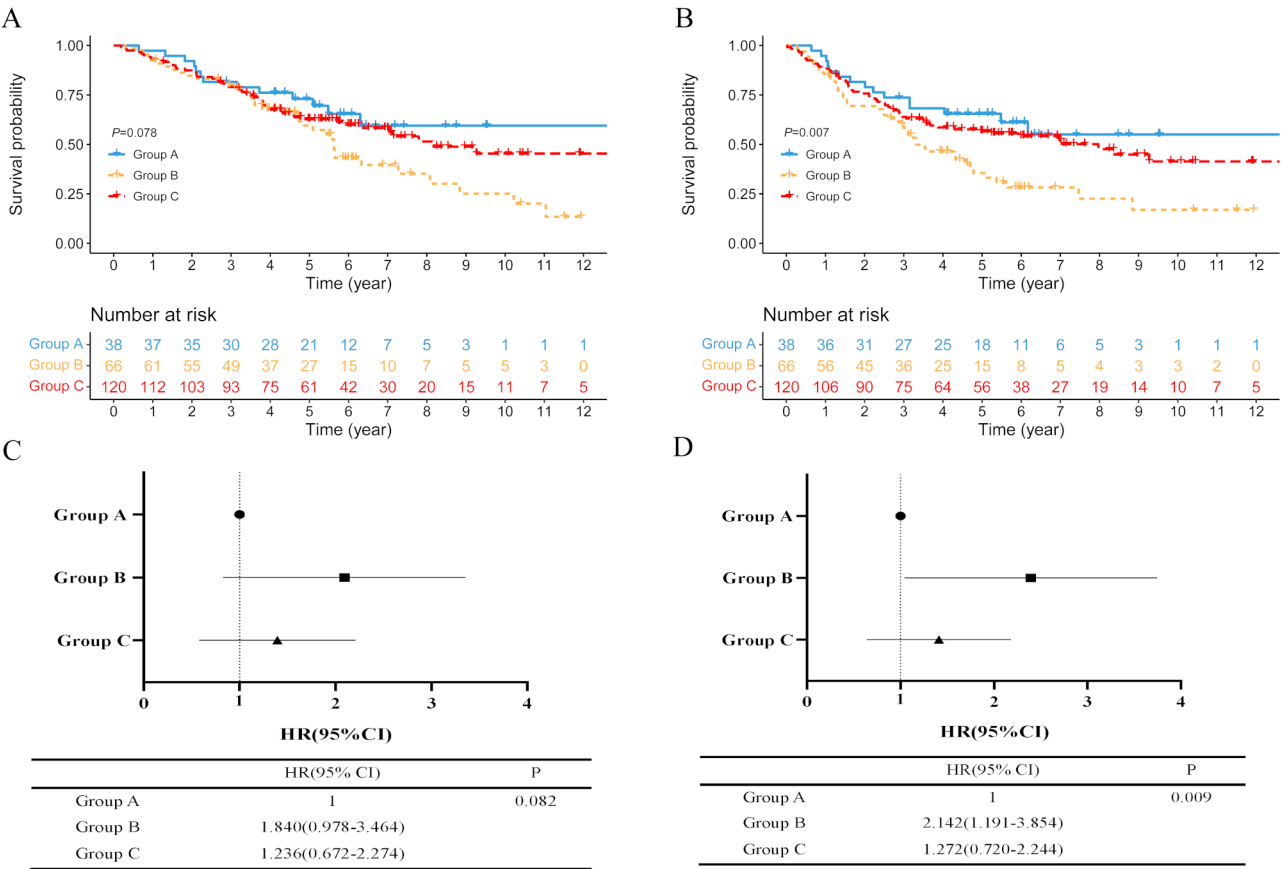 A
Survival probability
1.00
0.75
0.50
0.25
0.00
P=0.078
Group A
Group B
Group C
0 1 2 3 4 5 6 7 8 9 10 11 12
Time (year)
Number at risk
Group A 38 37 35 30 28 21 12 7 5 3 1 1 1
Group B 66 61 55 49 37 27 15 10 7 5 5 3 0
Group C 120 112 103 93 75 61 42 30 20 15 11 7 5
0 1 2 3 4 5 6 7 8 9 10 11 12
Time (year)
B
Survival probability
1.00
0.75
0.50
0.25
0.00
P=0.007
Group A
Group B
Group C
0 1 2 3 4 5 6 7 8 9 10 11 12
Time (year)
Number at risk
Group A 38 36 31 27 25 18 11 6 5 3 1 1 1
Group B 66 56 45 36 25 15 8 5 4 3 3 2 0
Group C 120 106 90 75 64 56 38 27 19 14 10 7 5
0 1 2 3 4 5 6 7 8 9 10 11 12
Time (year)
C
Group A
Group B
Group C
0 1 2 3 4
HR(95%CI)
HR(95% CI) P
Group A 1 0.082
Group B 1.840(0.978-3.464)
Group C 1.236(0.672-2.274)
D
Group A
Group B
Group C
0 1 2 3 4
HR(95%CI)
HR(95% CI) P
Group A 1 0.009
Group B 2.142(1.191-3.854)
Group C 1.272(0.720-2.244)